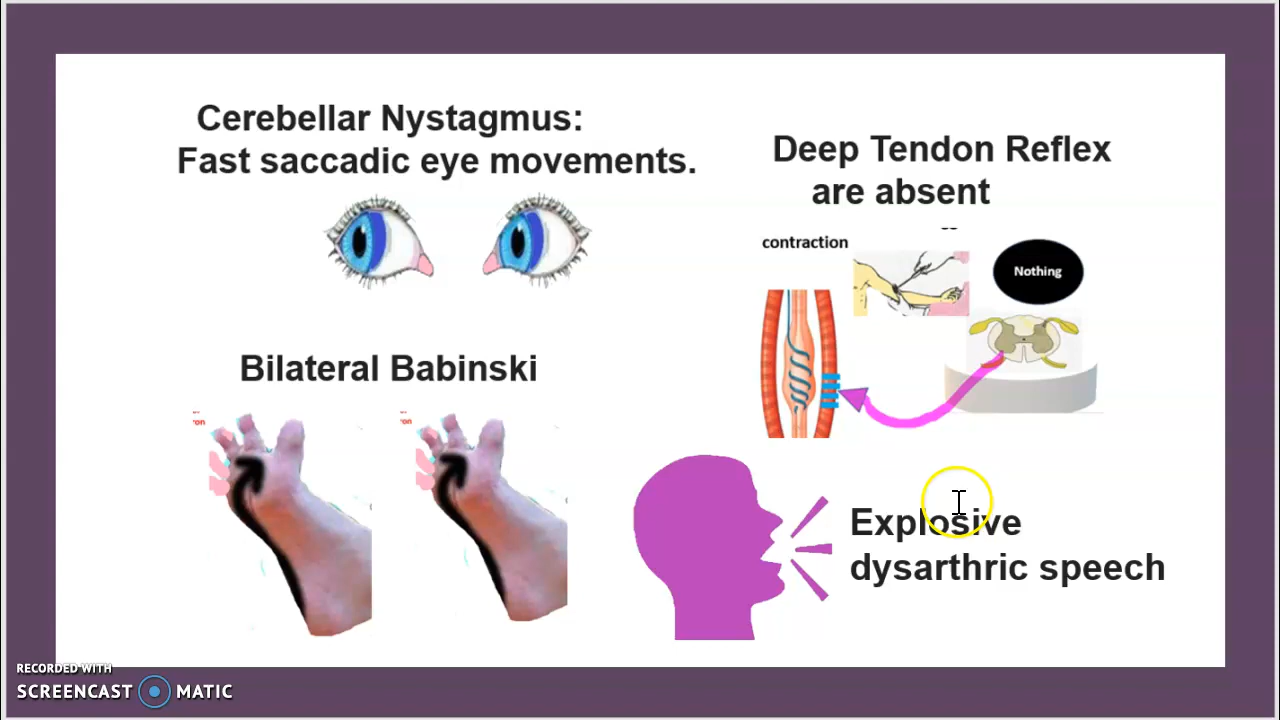 Cerebellar Nystagmus:
Fast saccadic eye movements.
Deep Tendon Reflex
are absent
contraction
Nothing
Bilateral Babinski
Explosive
dysarthric speech
RECORDED WITH
SCREENCAST MATIC